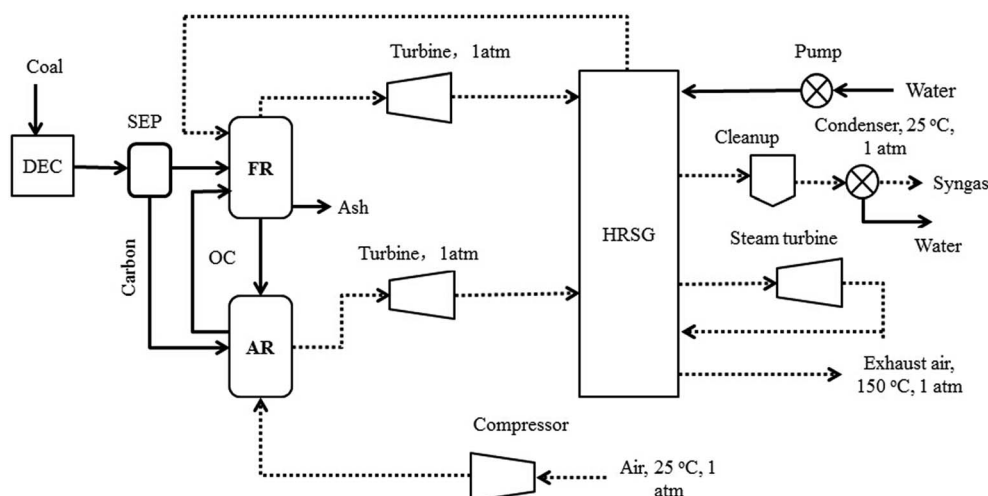 Turbine，1atm
Pump
Coal
Water
SEP
Condenser, 25 °C,
1 atm
Cleanup
DEC
FR
Syngas
Ash
Water
HRSG
Steam turbine
OC
Turbine，1atm
Carbon
AR
Exhaust air,
150 °C, 1 atm
Compressor
Air, 25 °C, 1
atm